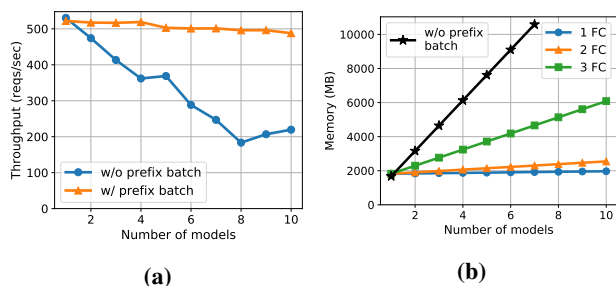 500
400
300
200
100
0
Throughput (reqs/sec)
w/o prefix batch
w/ prefix batch
2 4 6 8 10
Number of models
(a)
10000
8000
6000
4000
2000
0
Memory (MB)
w/o prefix
batch
1 FC
2 FC
3 FC
2 4 6 8 10
Number of models
(b)